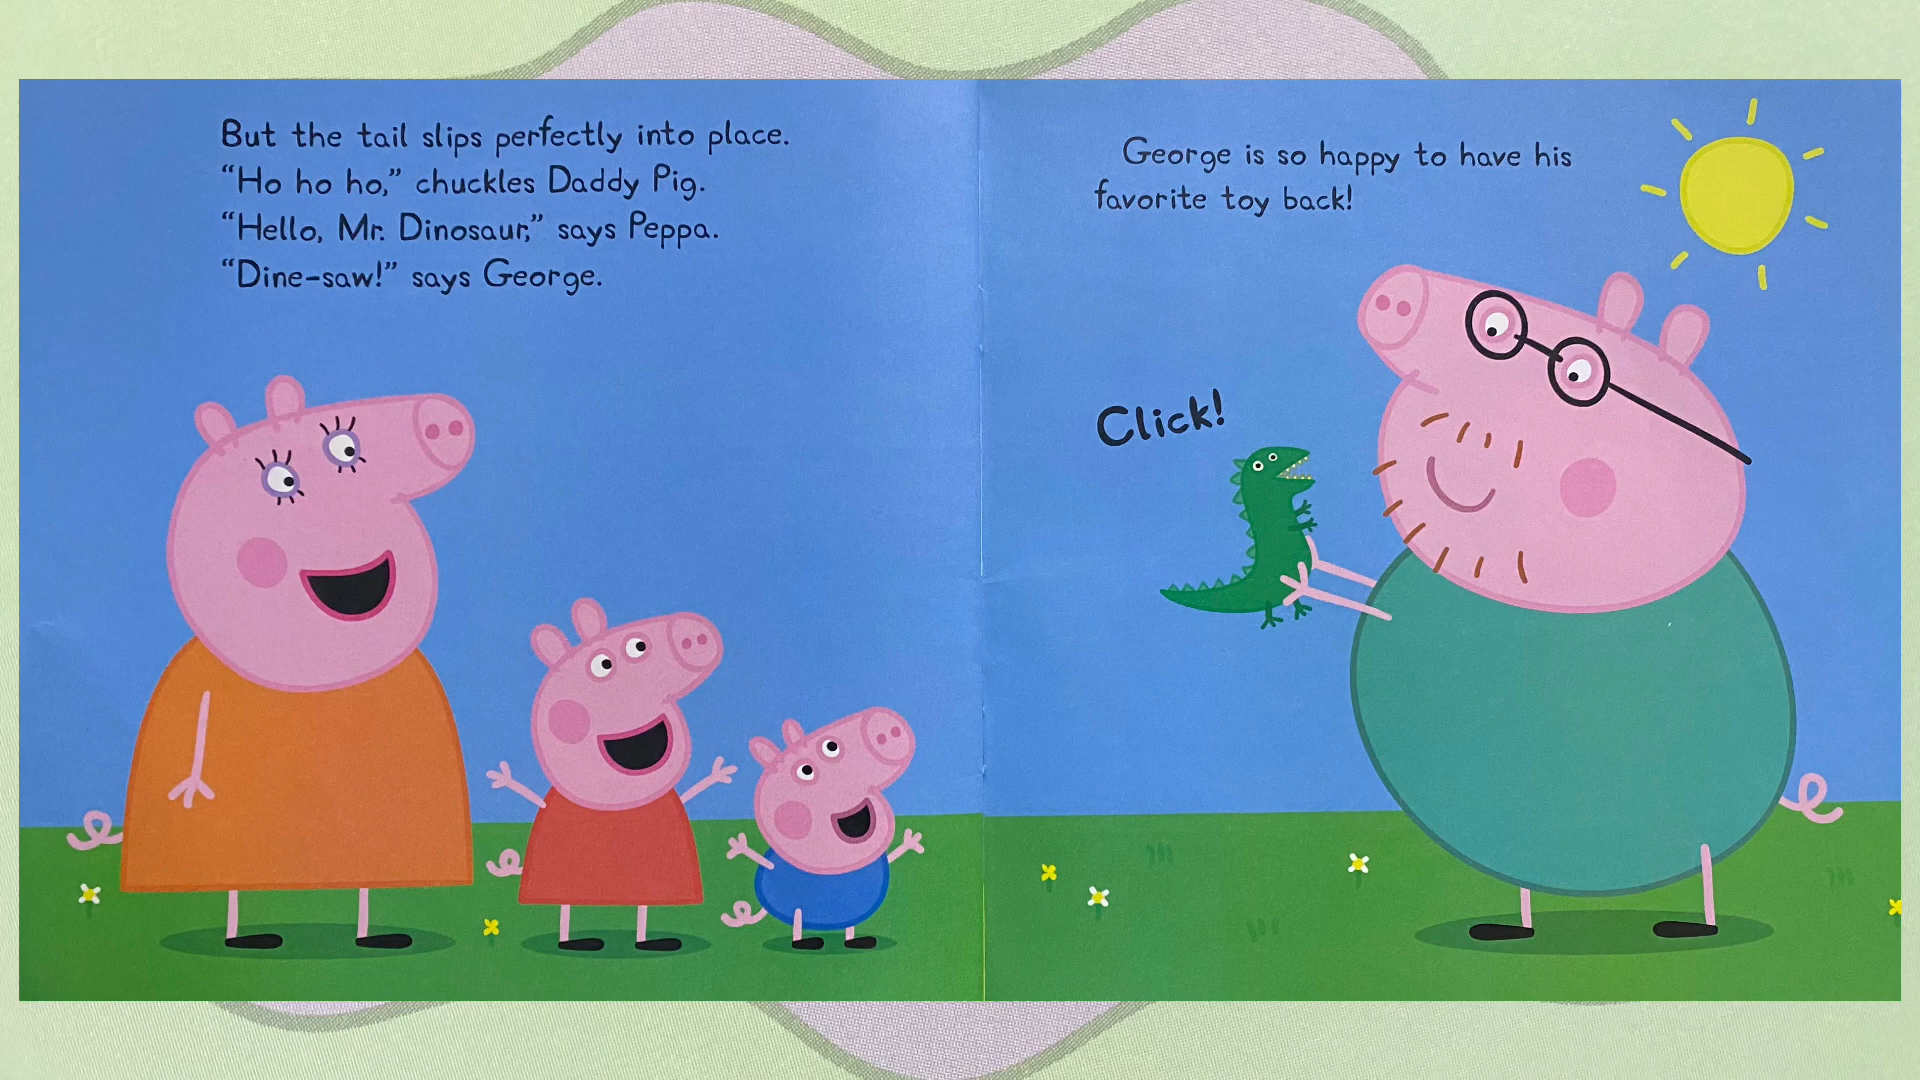 But the tail slips perfectly into place.
“Ho ho ho,” chuckles Daddy Pig.
“Hello, Mr. Dinosaur,” says Peppa.
“Dine-saw!” says George.
George is so happy to have his
favorite toy back!
Click!